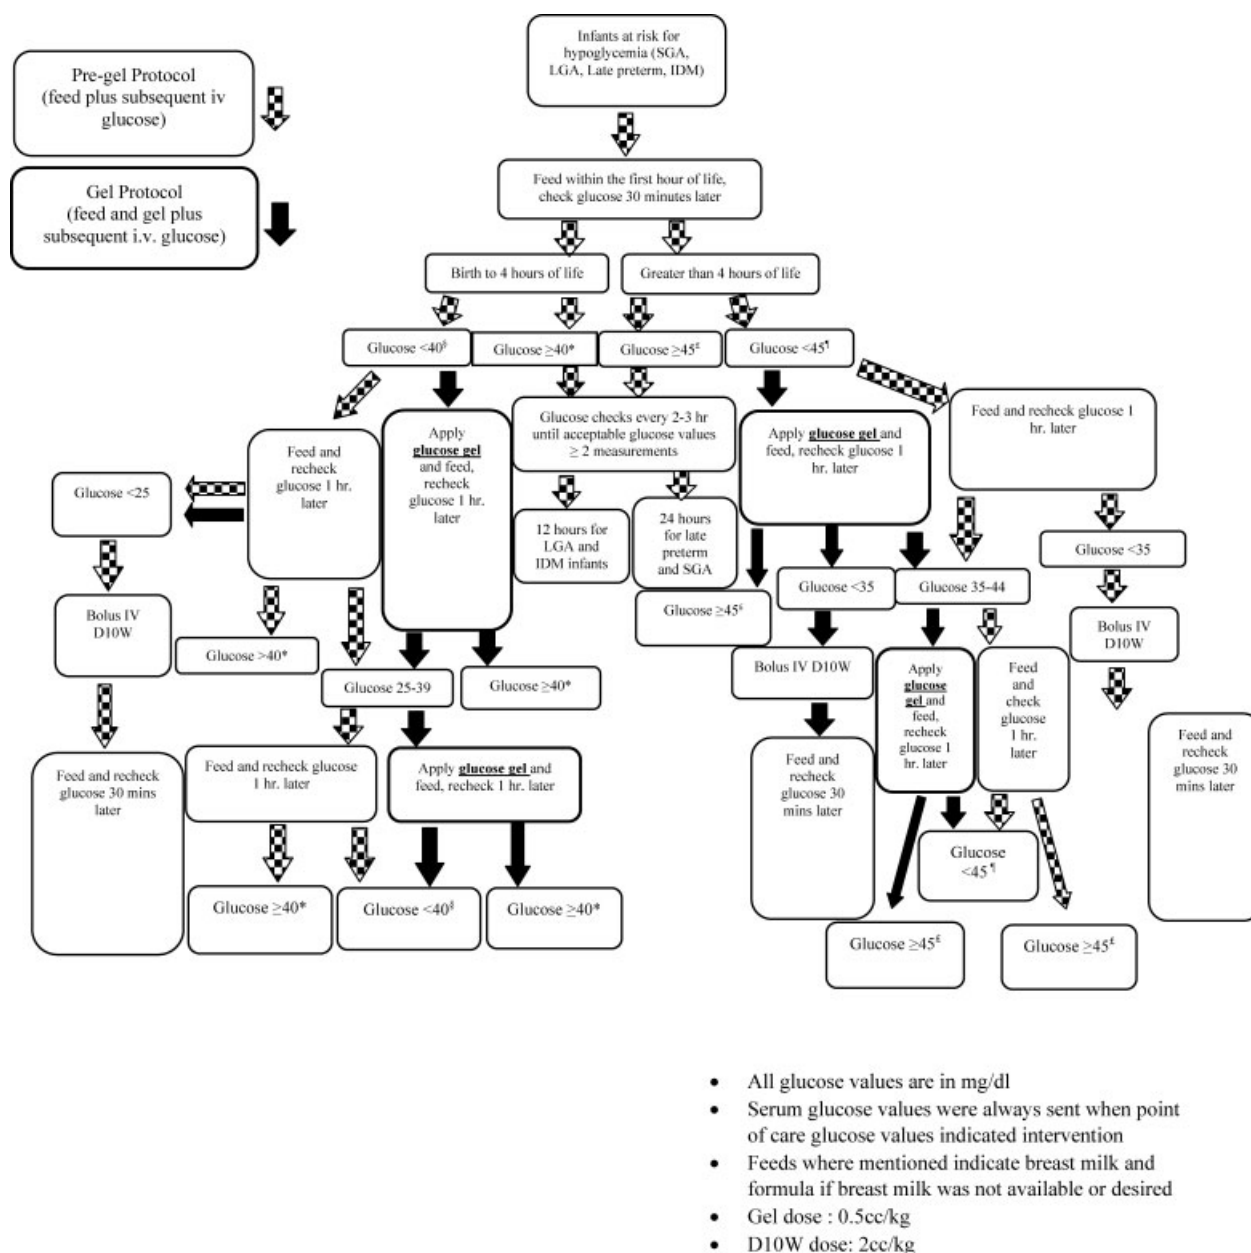 Infants at risk for
hypoglycemia (SGA,
LGA, Late preterm, IDM)
Pre-gel Protocol
(feed plus subsequent iv
glucose)
Gel Protocol
(feed and gel plus
subsequent i.v. glucose)
Feed within the first hour of life,
check glucose 30 minutes later
Birth to 4 hours of life
Greater than 4 hours of life
Glucose <40§
Glucose ≥40*
Glucose ≥45£
Glucose <45¶
Feed and
recheck
glucose 1 hr.
later
Apply
glucose gel
and feed,
recheck
glucose 1 hr.
later
Glucose checks every 2-3 hr
until acceptable glucose values
≥ 2 measurements
Apply glucose gel and
feed, recheck glucose 1
hr. later
Feed and recheck glucose 1
hr. later
Glucose <25
12 hours for
LGA and
IDM infants
24 hours
for late
preterm
and SGA
Glucose <35
Glucose ≥45£
Glucose <35
Glucose 35-44
Bolus IV
D10W
Glucose >40*
Glucose 25-39
Glucose ≥40*
Bolus IV D10W
Apply
glucose
gel and
feed,
recheck
glucose 1
hr. later
Feed
and
check
glucose
1 hr.
later
Bolus IV
D10W
Feed and recheck
glucose 30 mins
later
Feed and recheck glucose
1 hr. later
Apply glucose gel and
feed, recheck 1 hr. later
Feed and
recheck
glucose 30
mins later
Feed and
recheck
glucose 30
mins later
Glucose
<45¶
Glucose ≥40*
Glucose <40§
Glucose ≥40*
Glucose ≥45£
Glucose ≥45£
• All glucose values are in mg/dl
• Serum glucose values were always sent when point
of care glucose values indicated intervention
• Feeds where mentioned indicate breast milk and
formula if breast milk was not available or desired
• Gel dose : 0.5cc/kg
• D10W dose: 2cc/kg